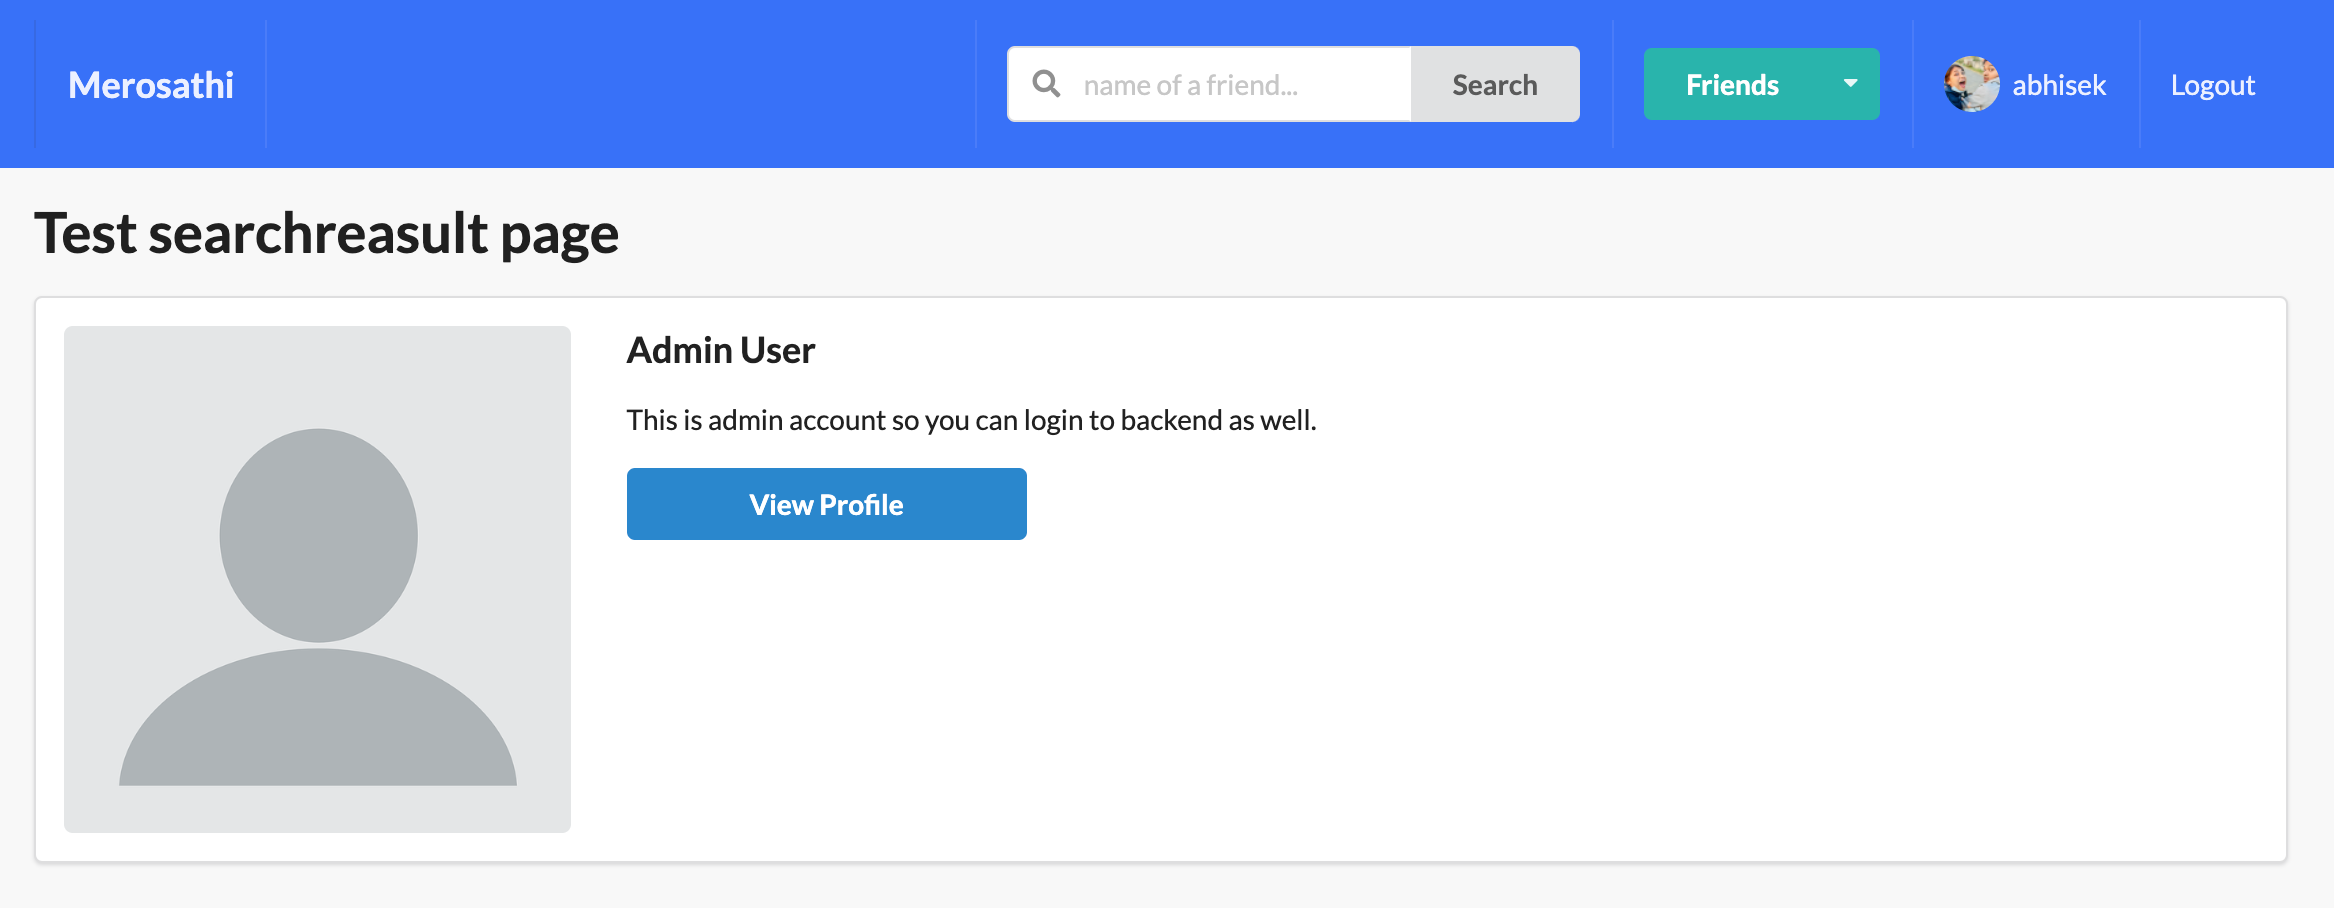 Merosathi
name of a friend...
Search
Friends
abhisek
Logout
Test searchreasult page
Admin User
This is admin account so you can login to backend as well.
View Profile